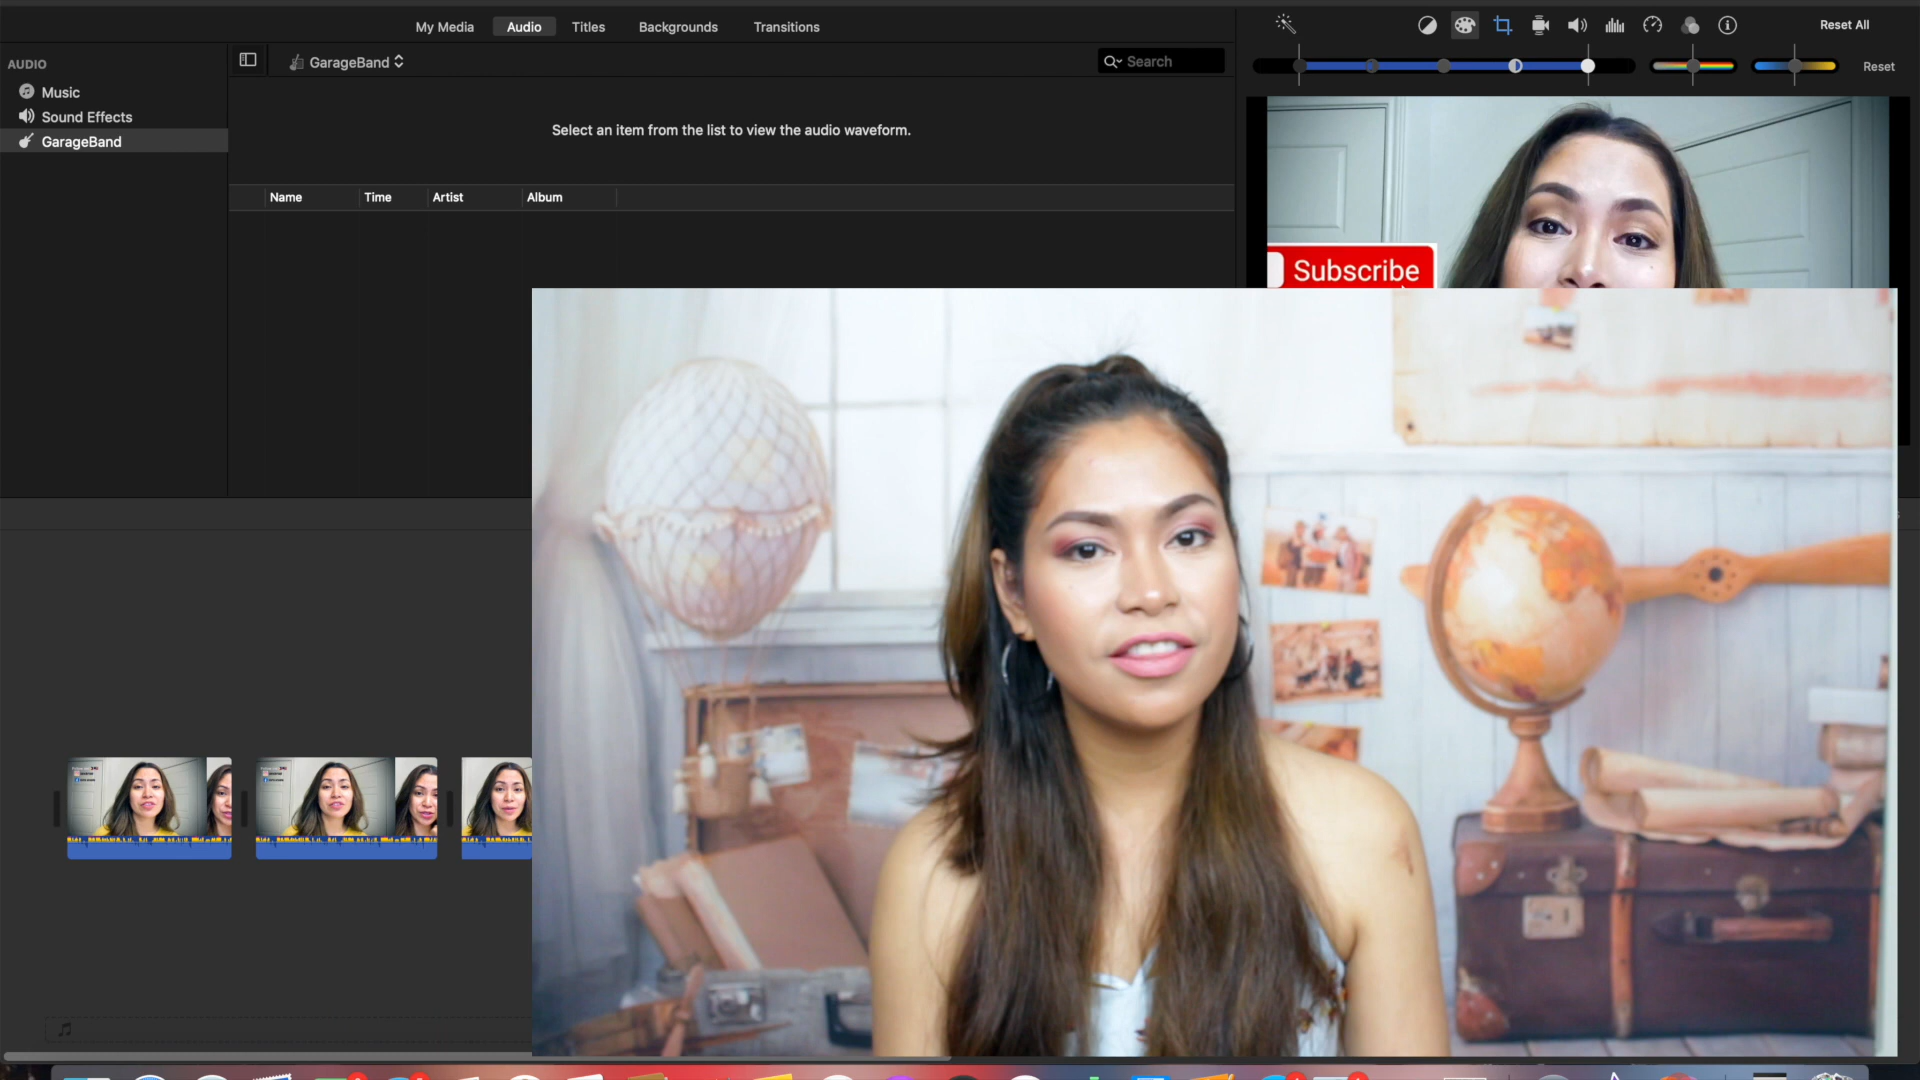 My Media Audio Titles Backgrounds Transitions
Reset All
AUDIO
GarageBand
Search
Reset
Music
Sound Effects
GarageBand
Select an item from the list to view the audio waveform.
Name Time Artist Album
Subscribe